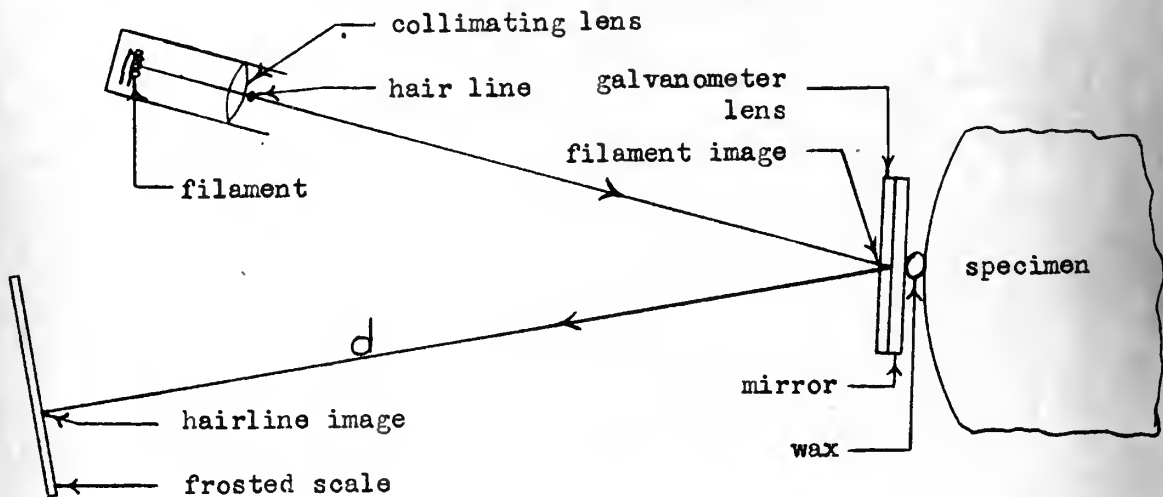 collimating lens
hair line
galvanometer
lens
filament image
filament
specimen
d
mirror
hairline image
wax
frosted scale